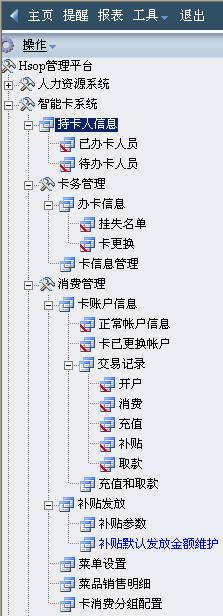 主页 提醒 报表 工具 退出
操作
Hsop管理平台
人力资源系统
智能卡系统
持卡人信息
已办卡人员
待办卡人员
卡务管理
办卡信息
挂失名单
卡更换
卡信息管理
消费管理
卡账户信息
正常帐户信息
卡已更换帐户
交易记录
开户
消费
充值
补贴
取款
充值和取款
补贴发放
补贴参数
补贴默认发放金额维护
菜单设置
菜品销售明细
卡消费分组配置